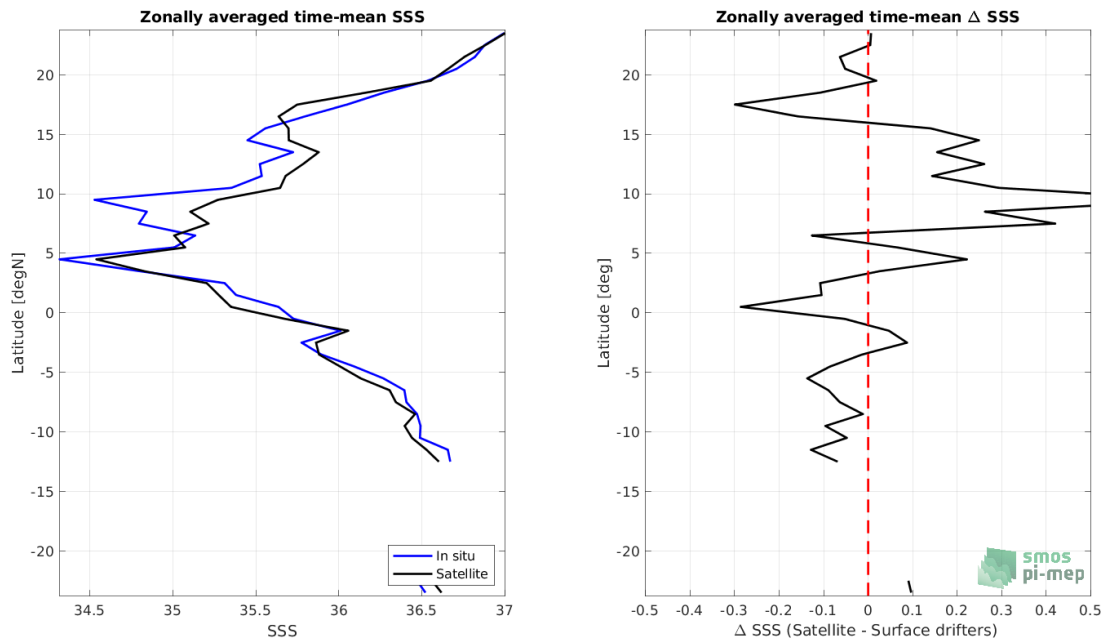 Zonally averaged time-mean SSS
20
15
10
5
0
-5
-10
-15
-20
Latitude [degN]
34.5 35 35.5 36 36.5 37
SSS
In situ
Satellite
Zonally averaged time-mean Δ SSS
20
15
10
5
0
-5
-10
-15
-20
Latitude [deg]
-0.5 -0.4 -0.3 -0.2 -0.1 0 0.1 0.2 0.3 0.4 0.5
Δ SSS (Satellite - Surface drifters)
smos
pi-mep